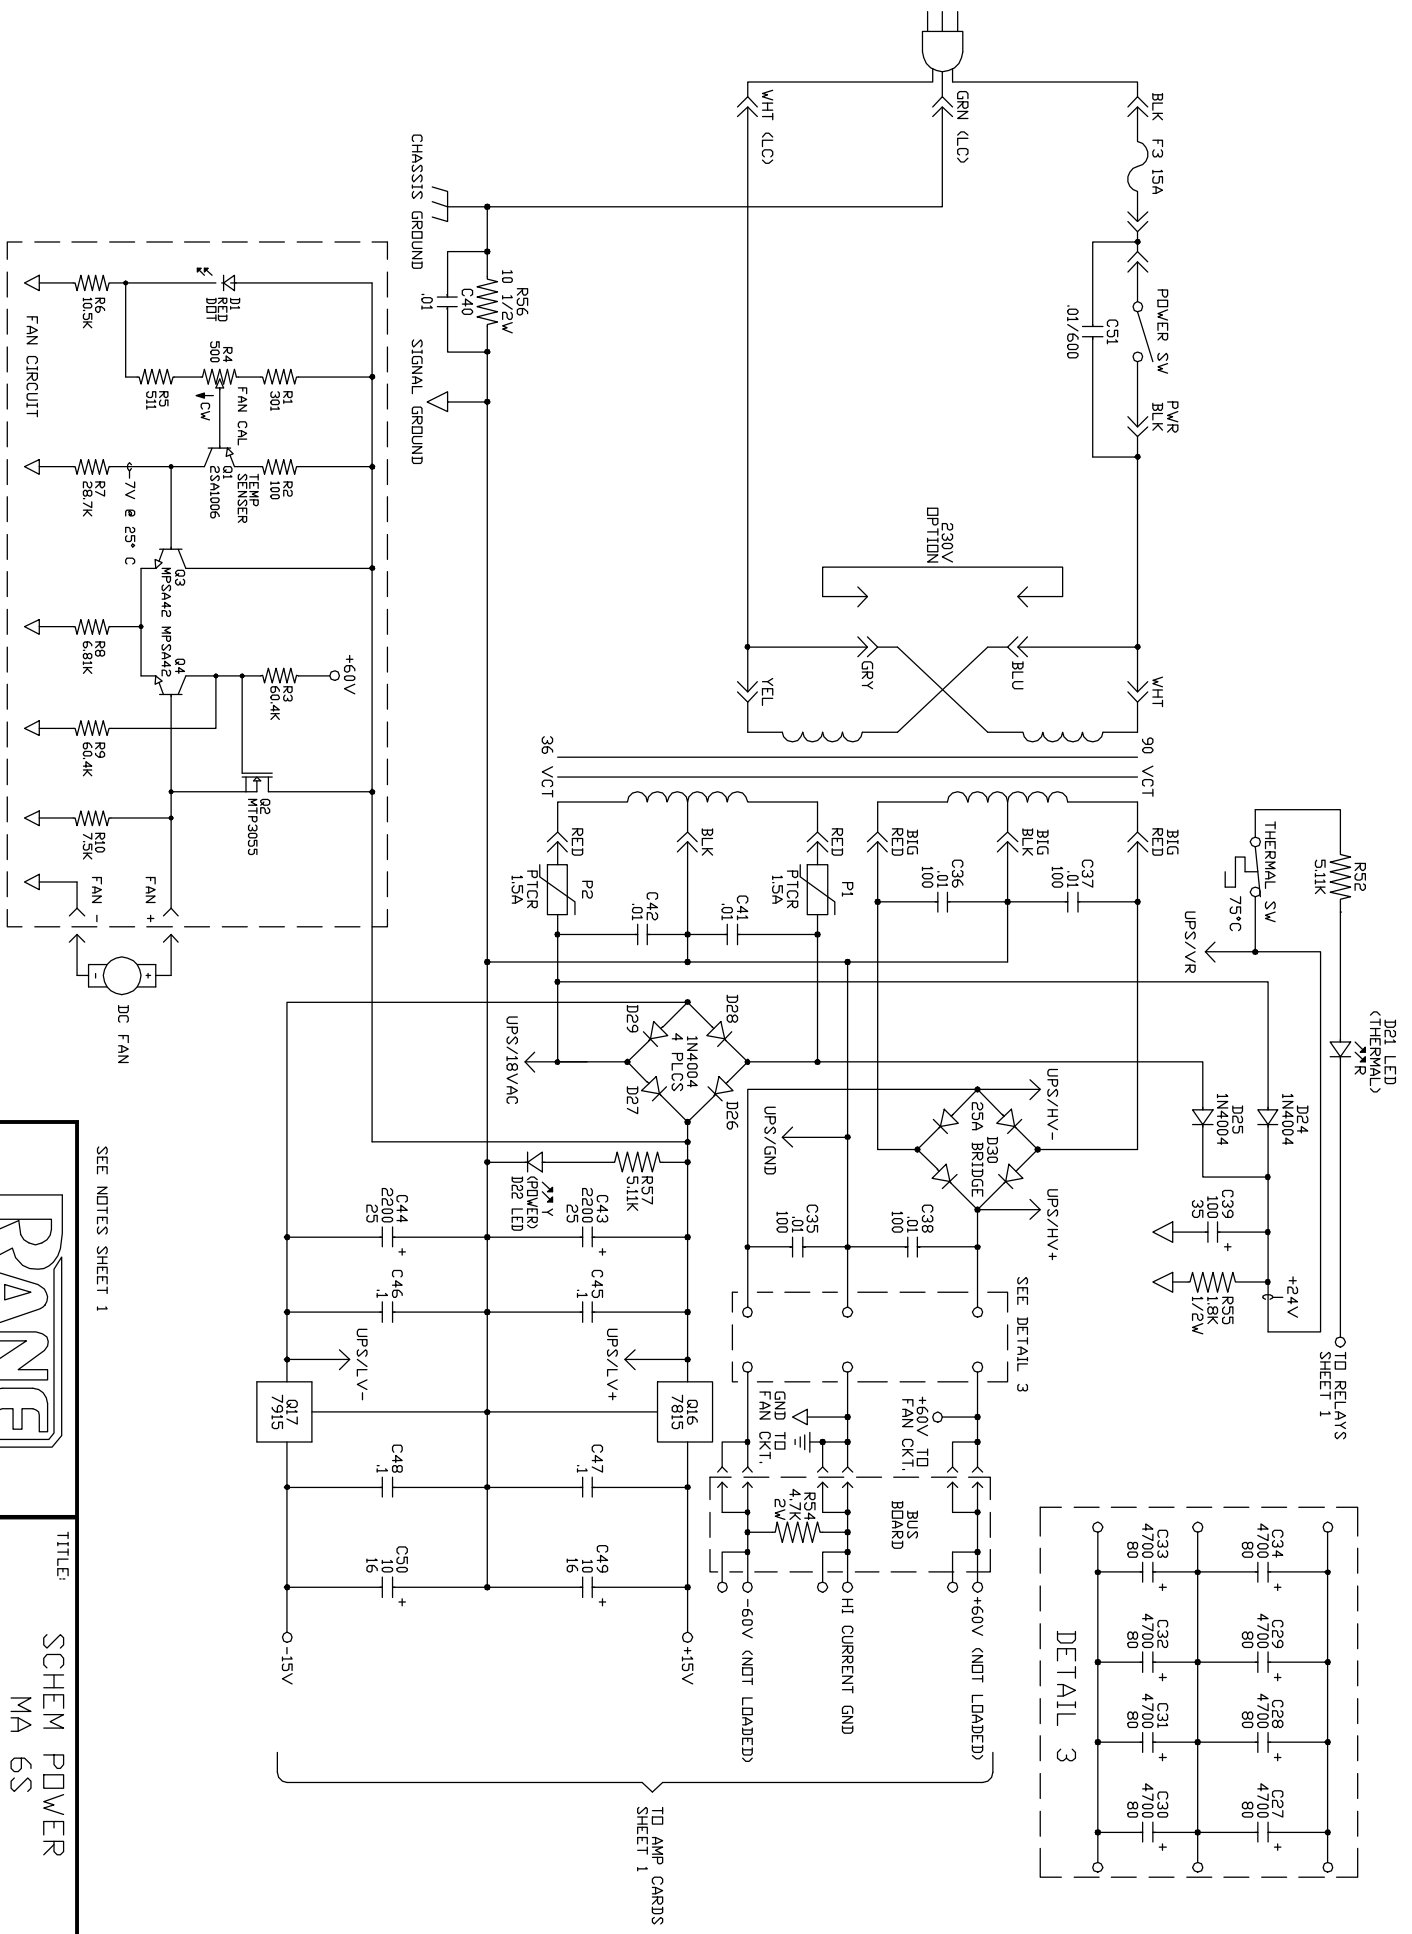 BLK F3 15A
GRN (LC)
WHT (LC)
POWER SW
C51
.01/600
PWR
BLK
CHASSIS GROUND
R56
10 1/2W
C40
.01
SIGNAL GROUND
230V
OPTION
WHT
BLU
GRY
YEL
90 VCT
36 VCT
R52
5.11K
THERMAL SW
75°C
UPS/VR
D21 LED
(THERMAL)
R
D24
1N4004
D25
1N4004
C39
100
35
+
+24V
R55
1.8K
1/2W
TO RELAYS
SHEET 1
BIG
RED
BIG
BLK
BIG
RED
C37
.01
100
C36
.01
100
RED
BLK
RED
P1
PTCR
1.5A
P2
PTCR
1.5A
C41
.01
C42
.01
UPS/HV-
D30
25A BRIDGE
UPS/HV+
UPS/GND
C38
.01
100
C35
.01
100
D28
D29
1N4004
4 PLCS
D26
D27
UPS/18VAC
R57
5.11K
Y
(POWER)
D22 LED
C43
2200
25
+
C44
2200
25
+
C45
.1
C46
.1
UPS/LV+
UPS/LV-
Q16
7815
Q17
7915
C47
.1
C48
.1
C49
10
16
+
C50
10
16
+
+15V
-15V
SEE DETAIL 3
+60V TO
FAN CKT.
GND TO
FAN CKT.
BUS
BOARD
R54
4.7K
2W
+60V (NOT LOADED)
HI CURRENT GND
-60V (NOT LOADED)
TO AMP CARDS
SHEET 1
C34
4700
80
+
C29
4700
80
+
C28
4700
80
+
C27
4700
80
+
C33
4700
80
+
C32
4700
80
+
C31
4700
80
+
C30
4700
80
+
DETAIL 3
D1
RED
DOT
R6
10.5K
FAN CIRCUIT
R4
500
R1
301
R5
511
FAN CAL
CW
R2
100
TEMP
SENSER
Q1
2SA1006
R7
28.7K
-7V @ 25° C
Q3
MPSA42
Q4
MPSA42
R8
6.81K
+60V
R3
60.4K
R9
60.4K
Q2
MTP3055
R10
7.5K
FAN +
FAN -
+
-
DC FAN
SEE NOTES SHEET 1
RANE
TITLE:
SCHEM POWER
MA 6S